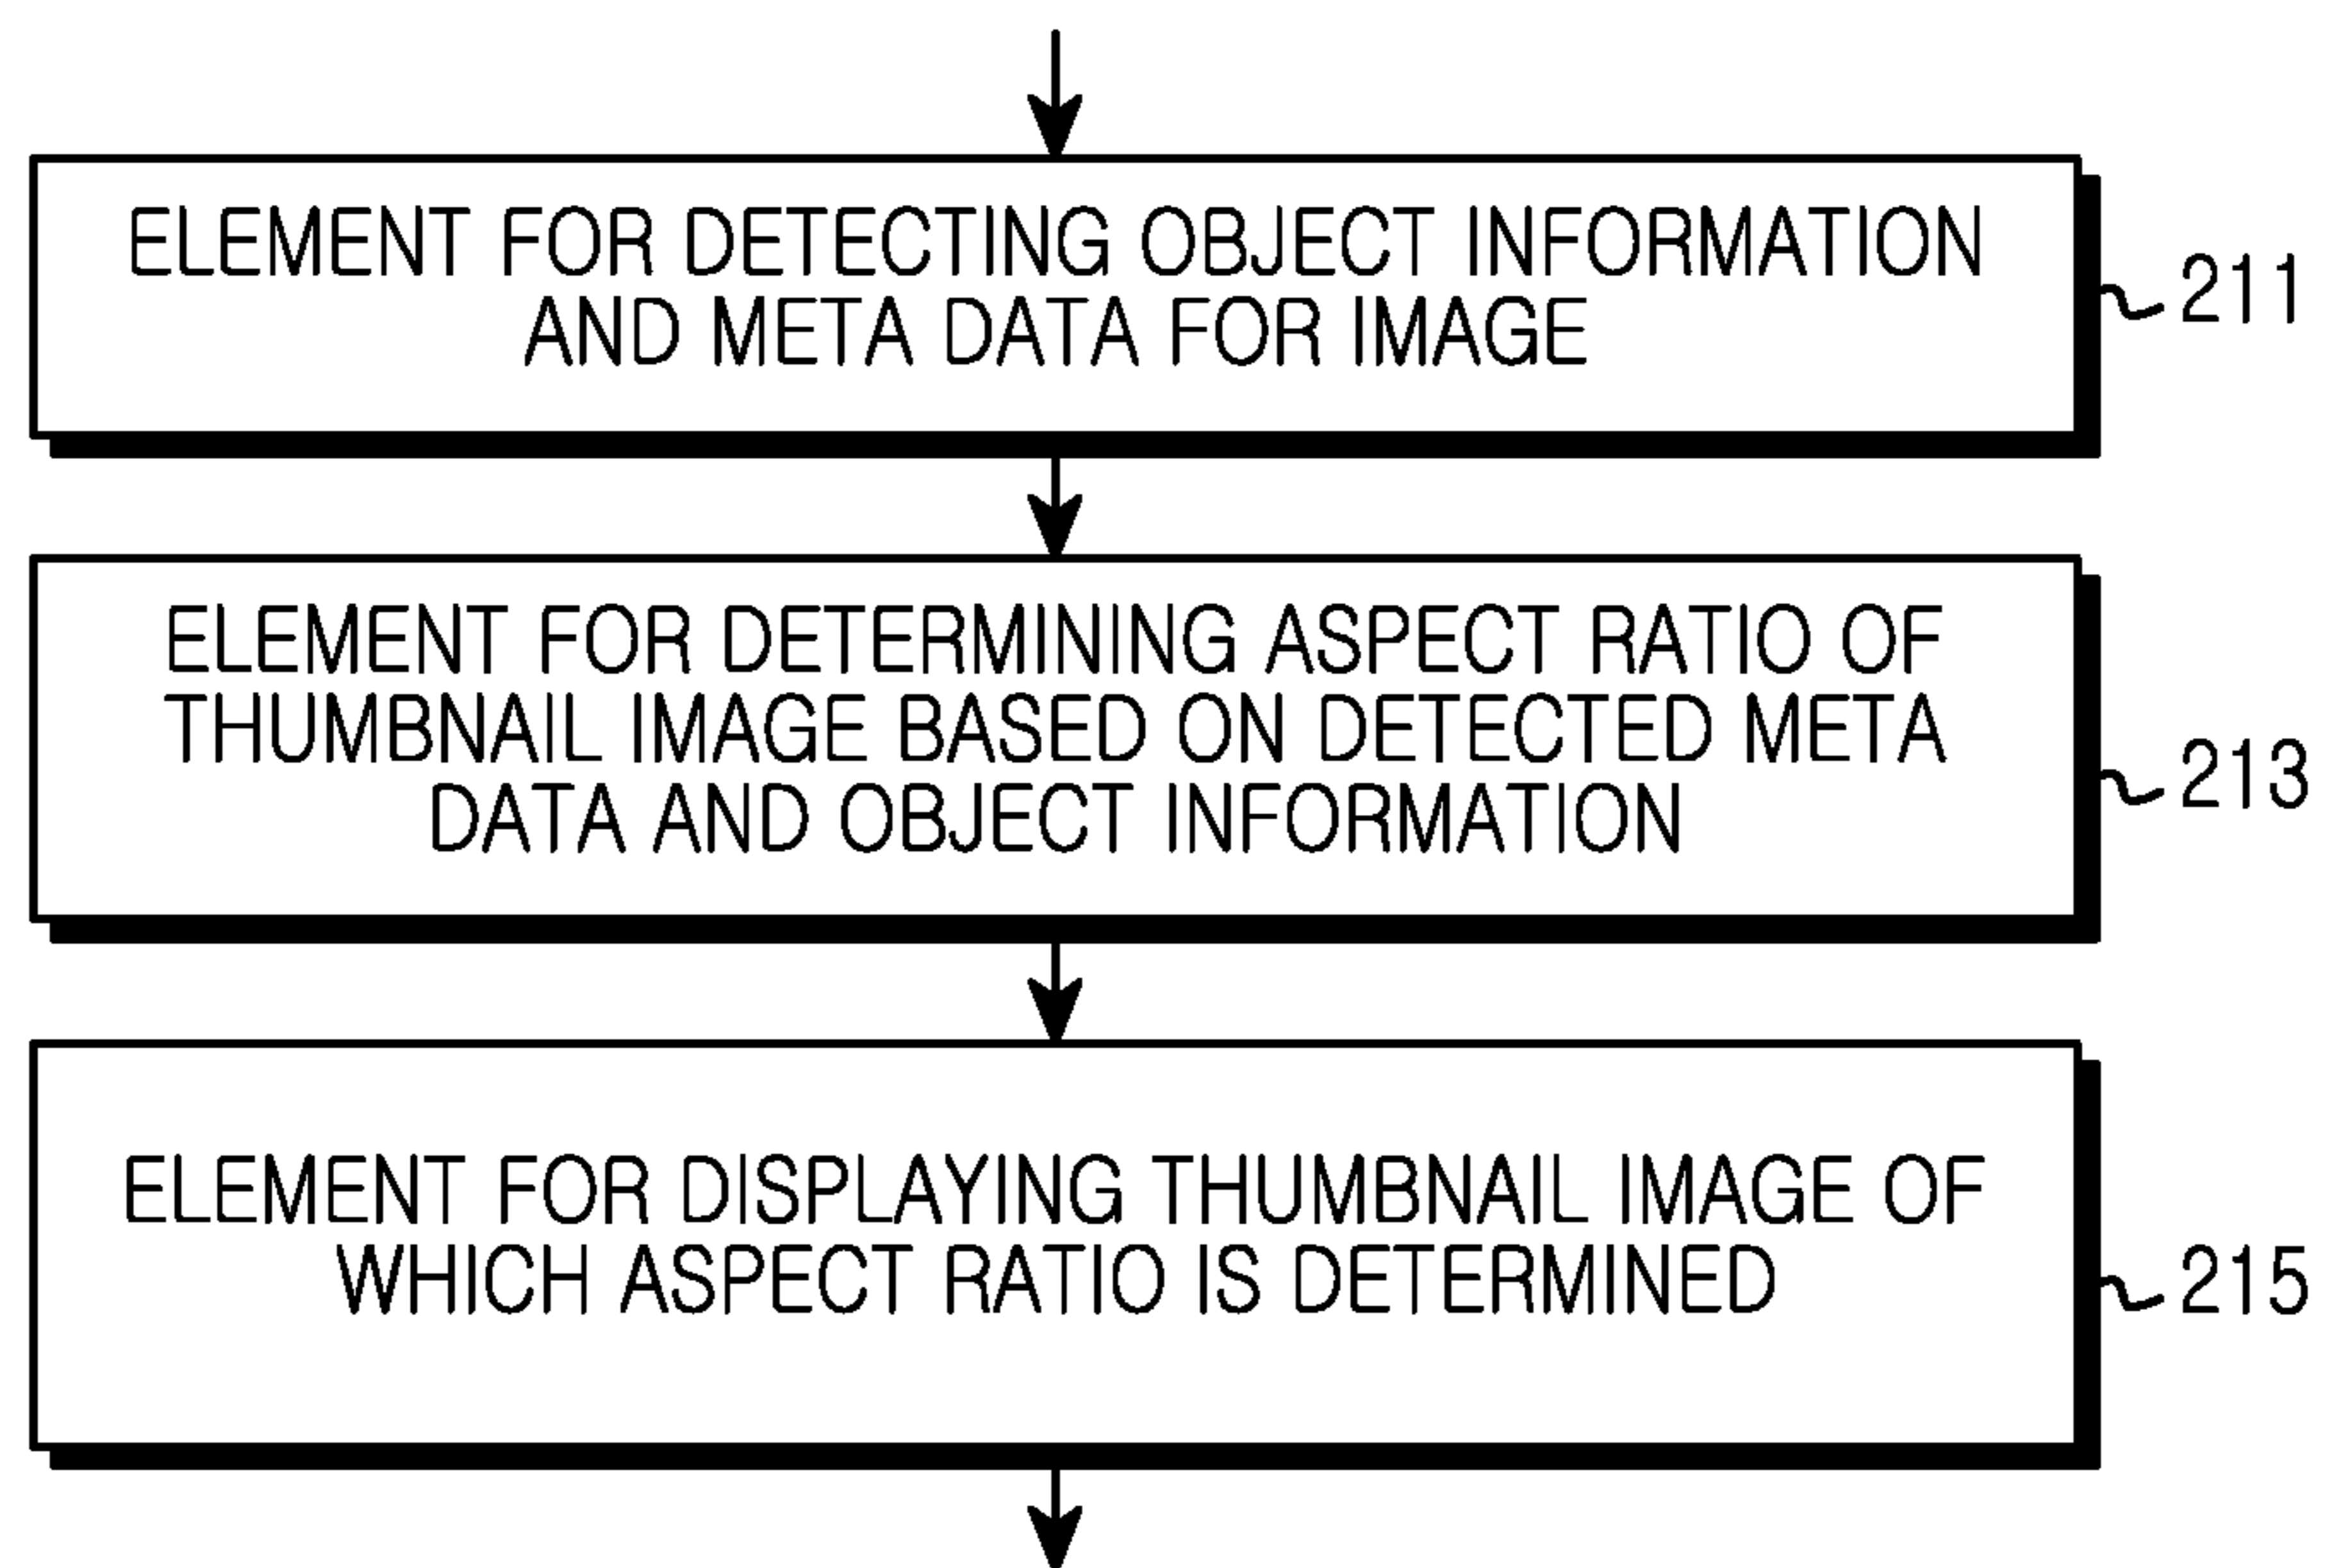 ELEMENT FOR DETECTING OBJECT INFORMATION
AND META DATA FOR IMAGE
211
ELEMENT FOR DETERMINING ASPECT RATIO OF
THUMBNAIL IMAGE BASED ON DETECTED META
DATA AND OBJECT INFORMATION
213
ELEMENT FOR DISPLAYING THUMBNAIL IMAGE OF
WHICH ASPECT RATIO IS DETERMINED
215